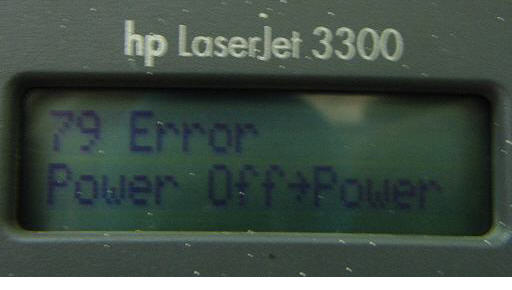 hp LaserJet 3300
79 Error
Power Off→Power